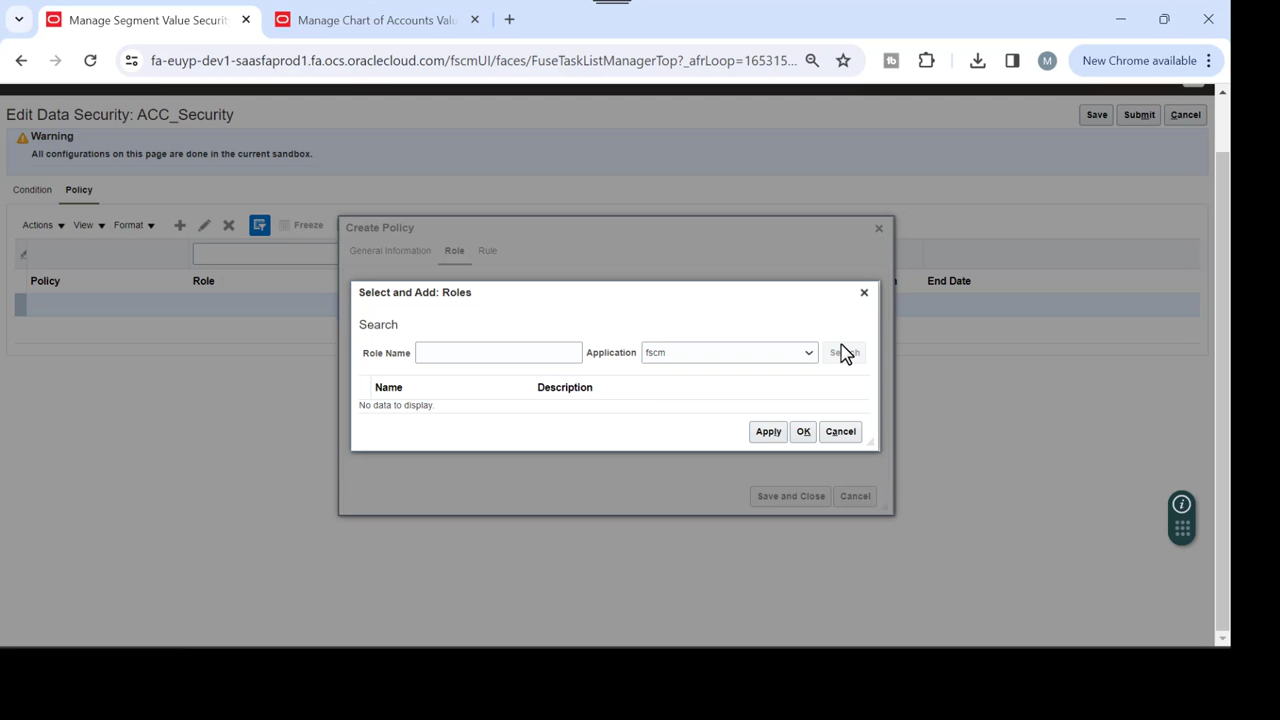 Manage Segment Value Securit
Manage Chart of Accounts Valu
fa-euyp-dev1-saasfaprod1.fa.ocs.oraclecloud.com/fscmUI/faces/FuseTaskListManagerTop?_afrLoop=165315...
New Chrome available
M
Edit Data Security: ACC_Security
Save Submit Cancel
Warning
All configurations on this page are done in the current sandbox.
Condition Policy
Actions View Format Freeze
Policy Role End Date
Create Policy
General Information Role Rule
Select and Add: Roles
Search
Role Name Application fscm
Name Description
No data to display.
Apply OK Cancel
Save and Close Cancel